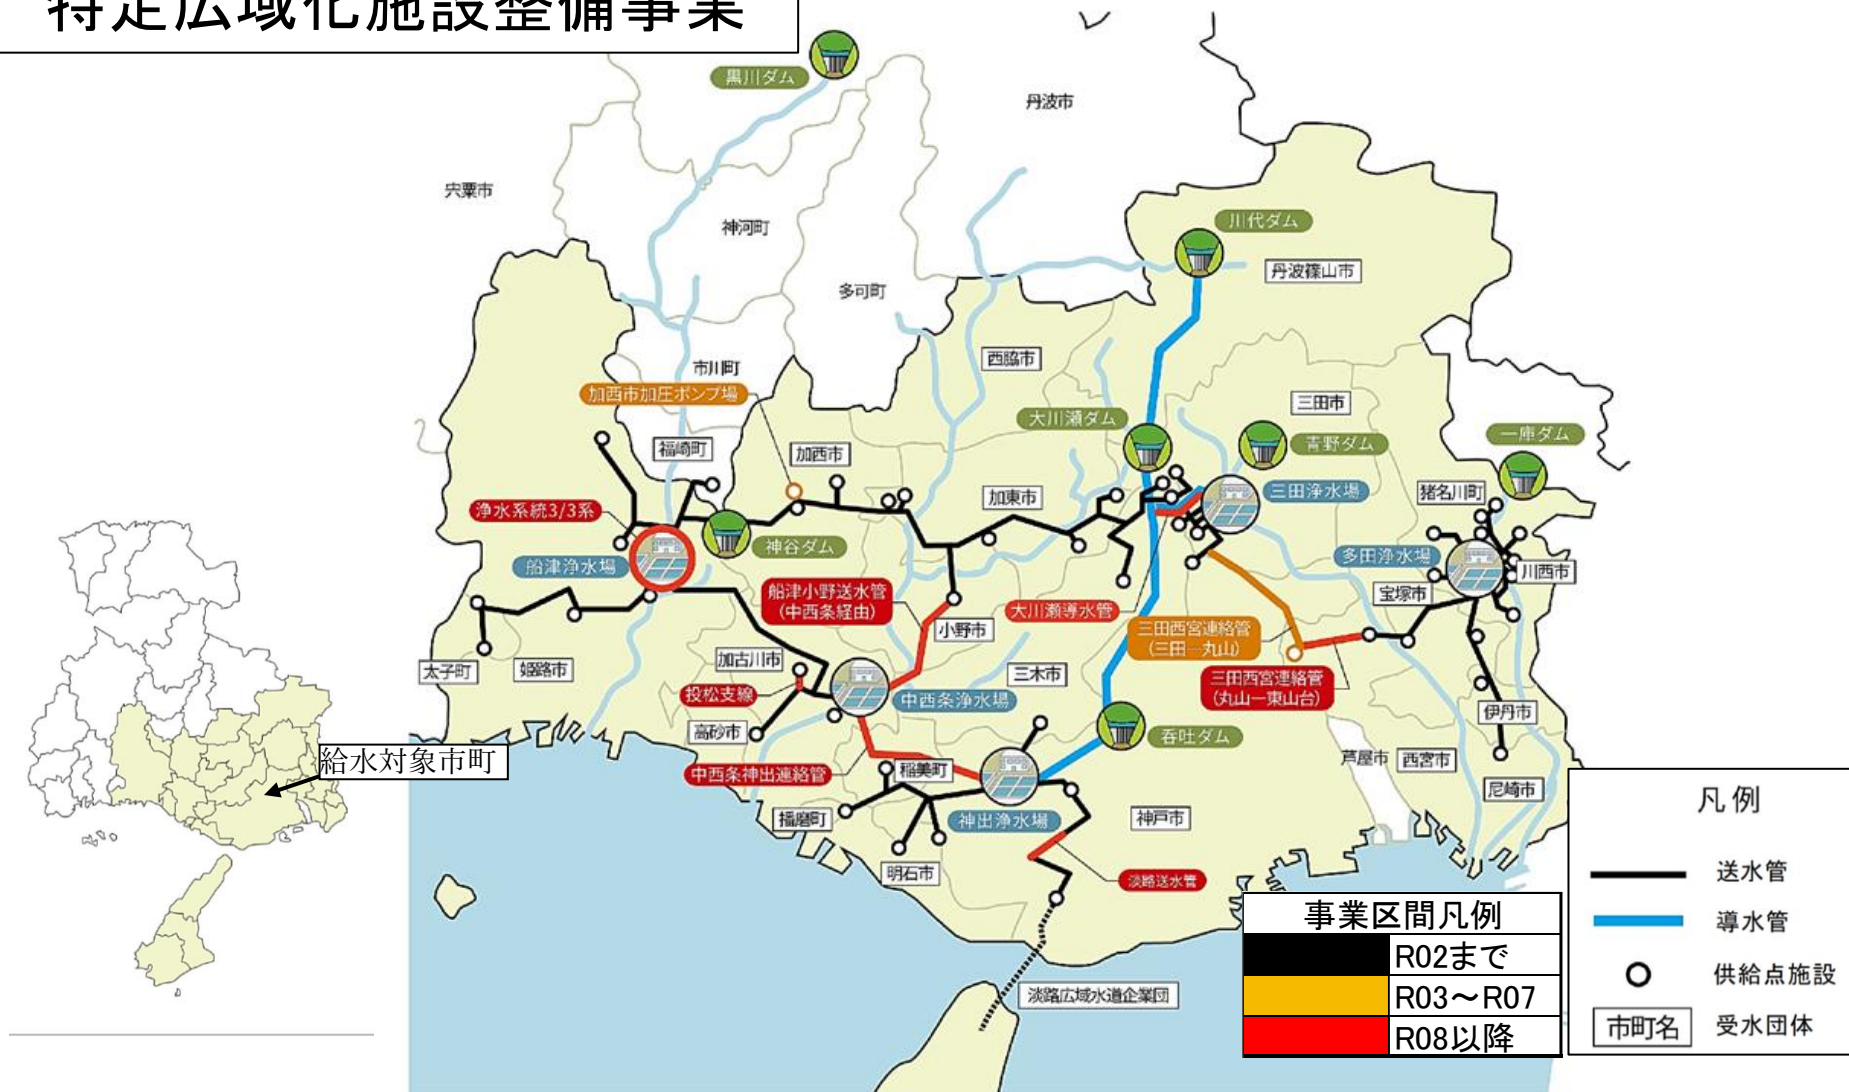 特定広域化施設整備事業
黒川ダム
丹波市
宍粟市
神河町
川代ダム
丹波篠山市
多可町
西脇市
市川町
加西市加圧ポンプ場
三田市
大川瀬ダム
青野ダム
一庫ダム
福崎町
加西市
加東市
三田浄水場
猪名川町
浄水系統3/3系
神谷ダム
船津浄水場
多田浄水場
川西市
宝塚市
船津小野送水管
(中西条経由)
大川瀬導水管
小野市
三田西宮連絡管
(三田ー丸山)
加古川市
太子町
姫路市
三木市
三田西宮連絡管
(丸山ー東山台)
投松支線
中西条浄水場
伊丹市
高砂市
呑吐ダム
芦屋市
西宮市
給水対象市町
中西条神出連絡管
稲美町
尼崎市
播磨町
神出浄水場
神戸市
明石市
淡路送水管
淡路広域水道企業団
事業区間凡例
R02まで
R03～R07
R08以降
凡例
送水管
導水管
供給点施設
市町名
受水団体